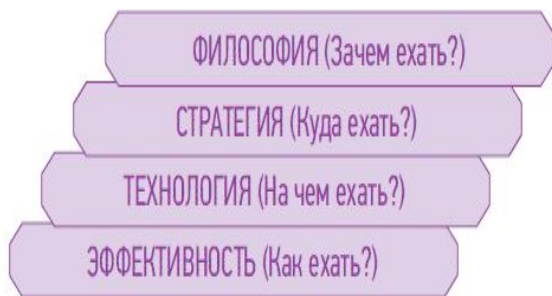 ФИЛОСОФИЯ (Зачем ехать?)
СТРАТЕГИЯ (Куда ехать?)
ТЕХНОЛОГИЯ (На чем ехать?)
ЭФФЕКТИВНОСТЬ (Как ехать?)